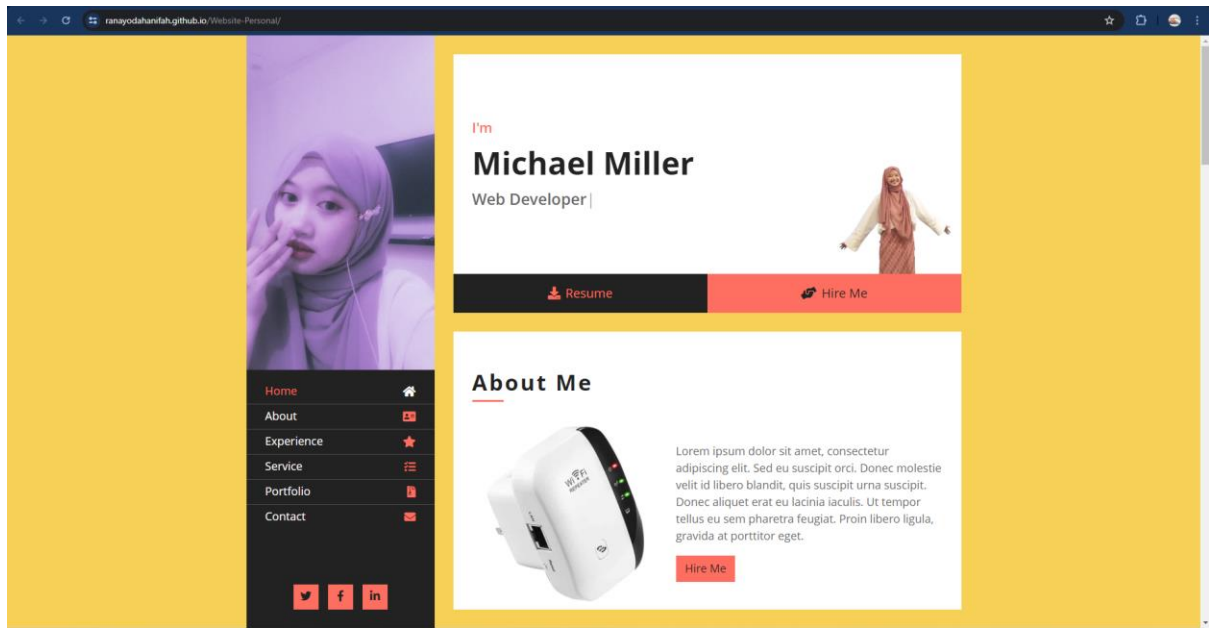 ranayodahanifah.github.io/Website-Personal/
I'm
Michael Miller
Web Developer
Resume
Hire Me
Home
About
Experience
Service
Portfolio
Contact
About Me
WiFi
REPEATER
Lorem ipsum dolor sit amet, consectetur
adipiscing elit. Sed eu suscipit orci. Donec molestie
velit id libero blandit, quis suscipit urna suscipit.
Donec aliquet erat eu lacinia iaculis. Ut tempor
tellus eu sem pharetra feugiat. Proin libero ligula,
gravida at porttitor eget.
Hire Me